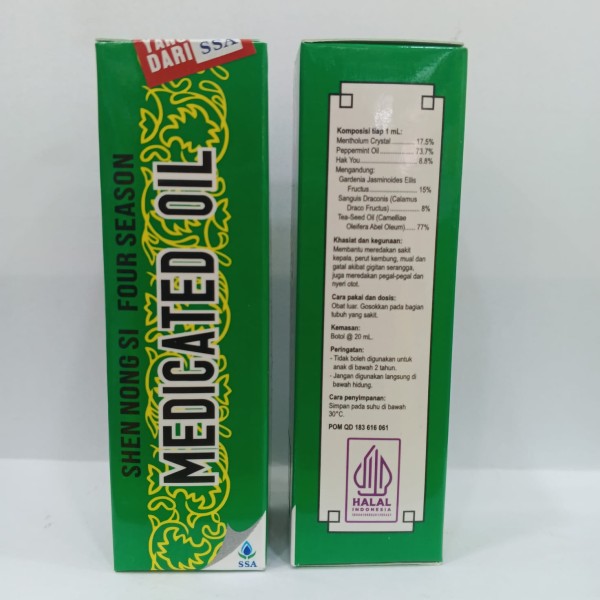 DARI SSA
SHEN NONG SI FOUR SEASON
MEDICATED OIL
SSA
Komposisi tiap 1 mL:
Mentholum Crystal ............ 17.5%
Peppermint Oil .............. 73.7%
Hak You ..................... 8.8%
Mengandung:
Gardenia Jasminoides Ellis
Fructus ................... 15%
Sanguis Draconis (Calamus
Draco Fructus) ............ 8%
Tea-Seed Oil (Camelliae
Oleifera Abel Oleum)..... 77%
Khasiat dan kegunaan:
Membantu meredakan sakit
kepala, perut kembung, mual dan
gatal akibat gigitan serangga,
juga meredakan pegal-pegal dan
nyeri otot.
Cara pakai dan dosis:
Obat luar. Gosokkan pada bagian
tubuh yang sakit.
Kemasan:
Botol @ 20 mL.
Peringatan:
- Tidak boleh digunakan untuk
anak di bawah 2 tahun.
- Jangan digunakan langsung di
bawah hidung.
Cara penyimpanan:
Simpan pada suhu di bawah
30°C.
POM QD 183 616 061
HALAL
INDONESIA